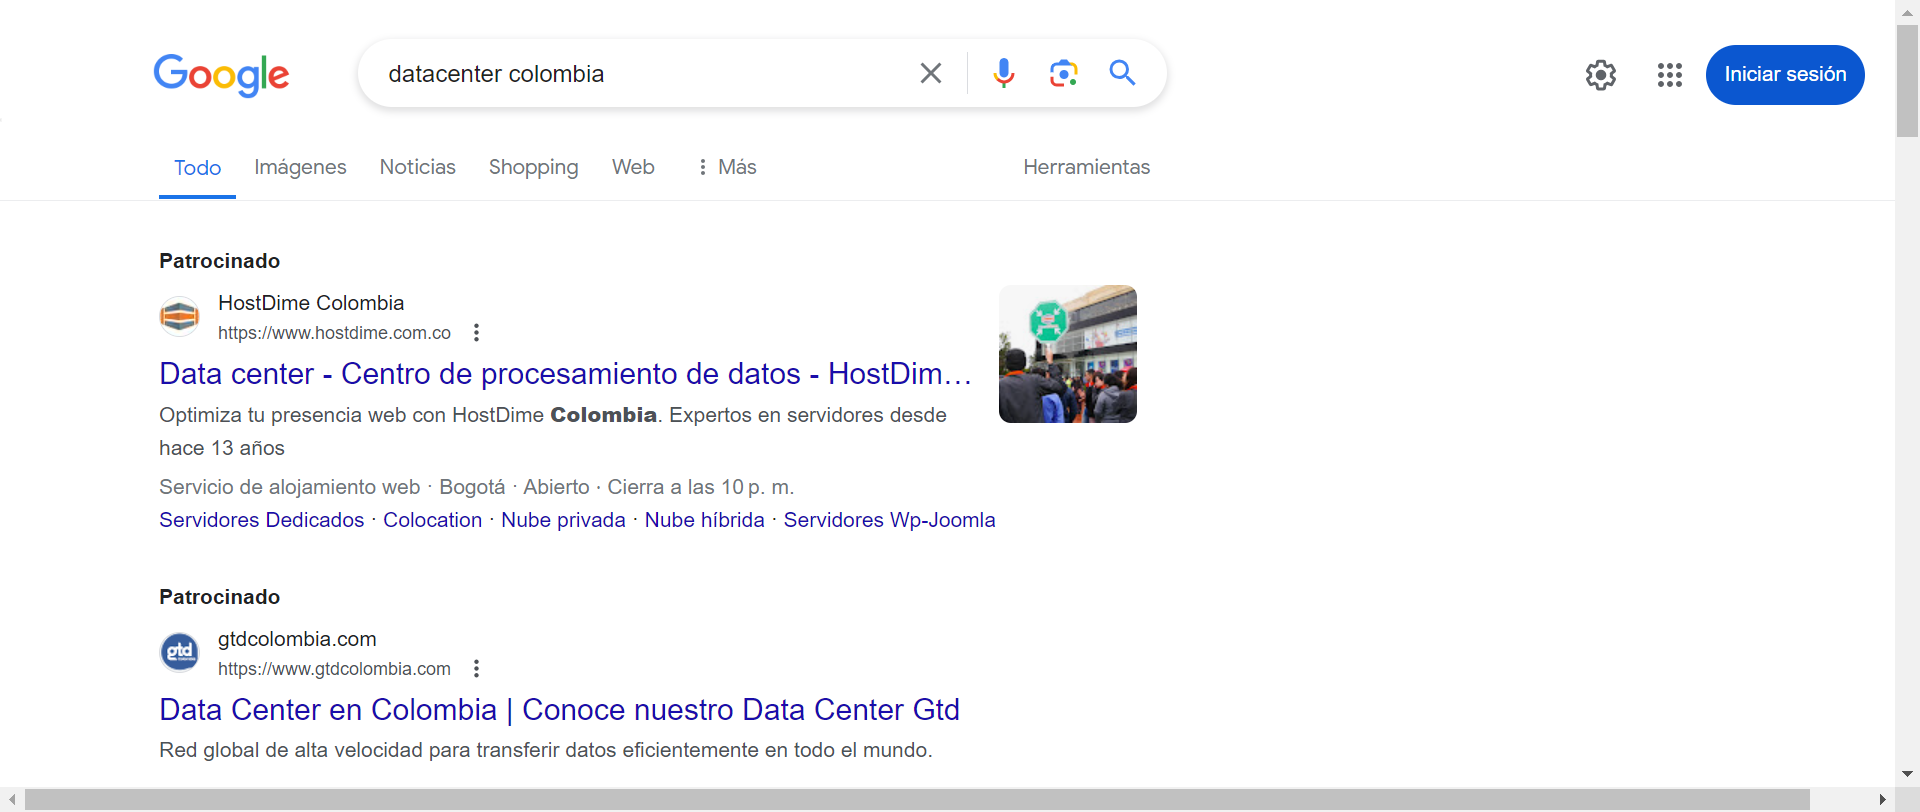 Google
datacenter colombia
Iniciar sesión
Todo
Imágenes
Noticias
Shopping
Web
Más
Herramientas
Patrocinado
HostDime Colombia
https://www.hostdime.com.co
Data center - Centro de procesamiento de datos - HostDim…
Optimiza tu presencia web con HostDime Colombia. Expertos en servidores desde
hace 13 años
Servicio de alojamiento web · Bogotá · Abierto · Cierra a las 10 p. m.
Servidores Dedicados · Colocation · Nube privada · Nube híbrida · Servidores Wp-Joomla
Patrocinado
gtd
gtdcolombia.com
https://www.gtdcolombia.com
Data Center en Colombia | Conoce nuestro Data Center Gtd
Red global de alta velocidad para transferir datos eficientemente en todo el mundo.